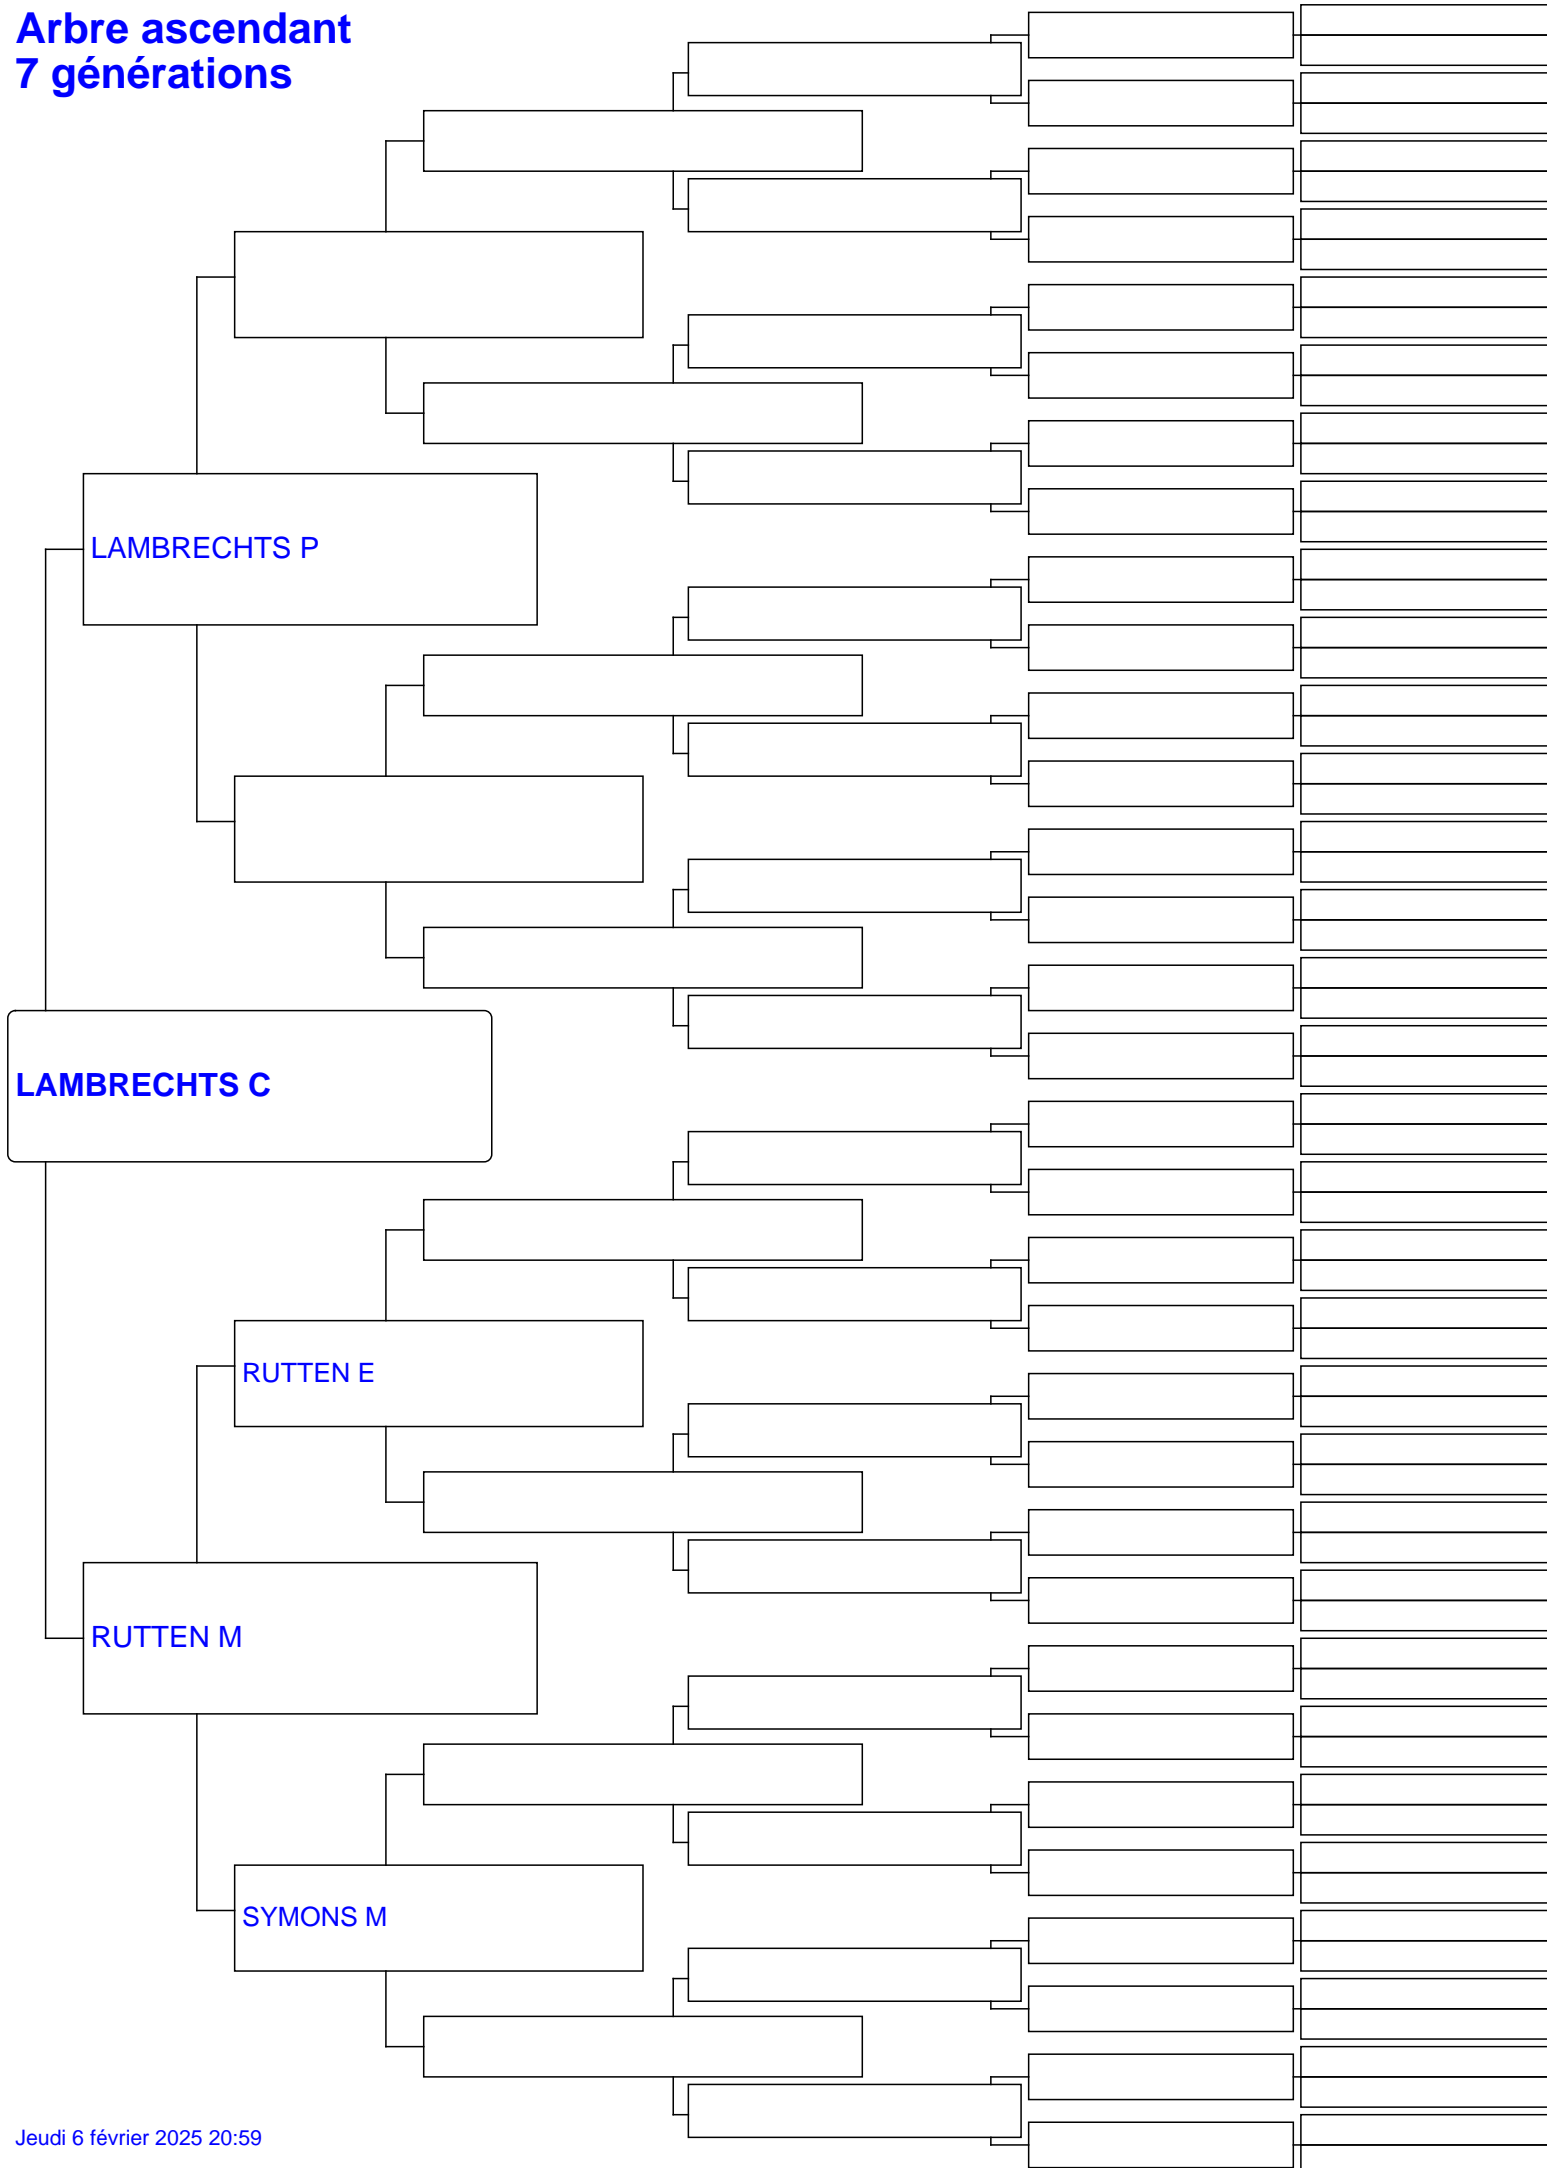 Arbre ascendant
7 générations
LAMBRECHTS P
LAMBRECHTS C
RUTTEN E
RUTTEN M
SYMONS M
Jeudi 6 février 2025 20:59